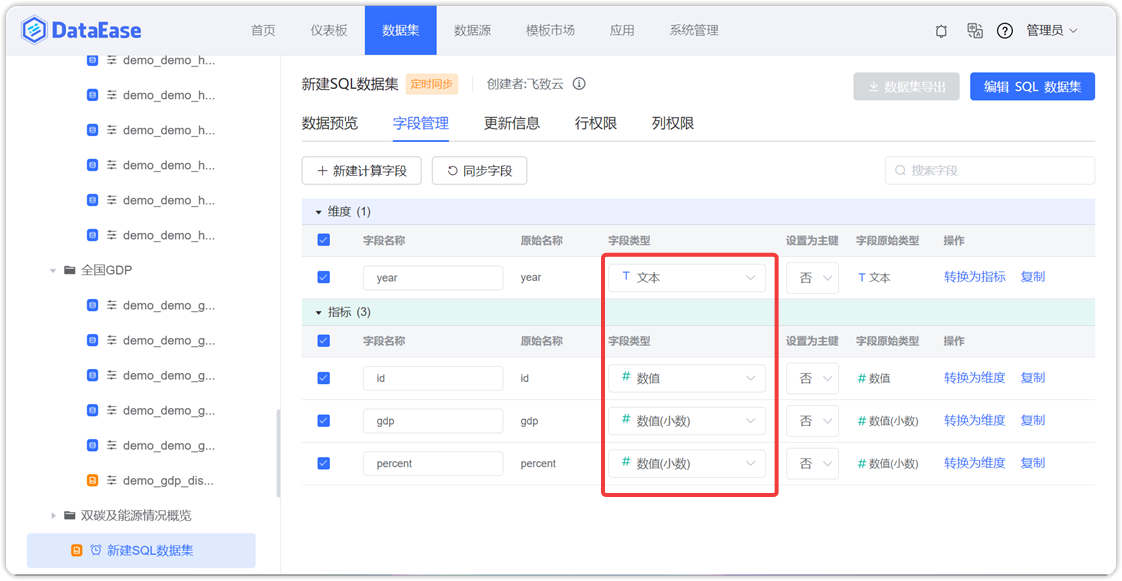 DataEase 首页 仪表板 数据集 数据源 模板市场 应用 系统管理 管理员
demo_demo_h...
demo_demo_h...
demo_demo_h...
demo_demo_h...
demo_demo_h...
demo_demo_h...
全国GDP
demo_demo_g...
demo_demo_g...
demo_demo_g...
demo_demo_g...
demo_demo_g...
demo_gdp_dis...
双碳及能源情况概览
新建SQL数据集
新建SQL数据集 定时同步 创建者:飞致云 数据集导出 编辑 SQL 数据集
数据预览 字段管理 更新信息 行权限 列权限
新建计算字段 同步字段 搜索字段
维度 (1)
字段名称 原始名称 字段类型 设置为主键 字段原始类型 操作
year year T 文本 否 T 文本 转换为指标 复制
指标 (3)
字段名称 原始名称 字段类型 设置为主键 字段原始类型 操作
id id # 数值 否 # 数值 转换为维度 复制
gdp gdp # 数值(小数) 否 # 数值(小数) 转换为维度 复制
percent percent # 数值(小数) 否 # 数值(小数) 转换为维度 复制